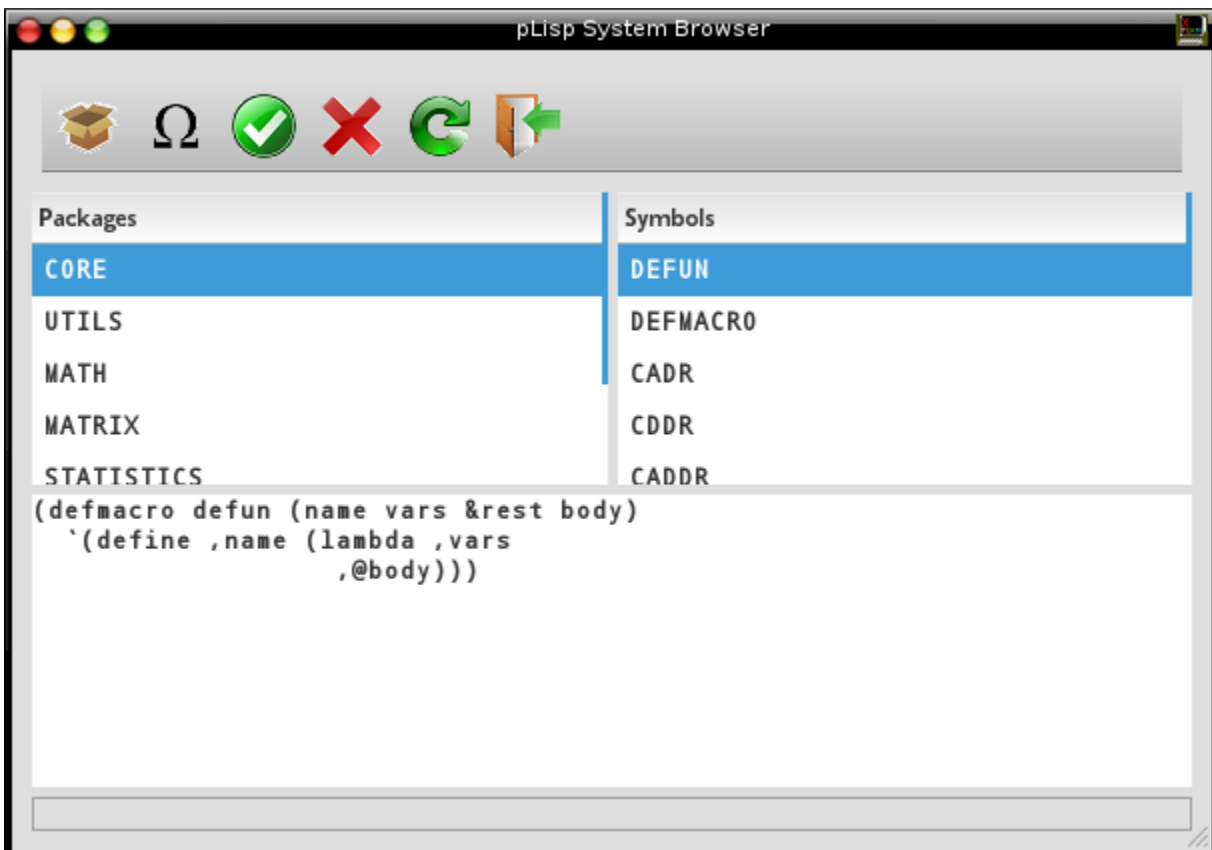 pLisp System Browser
Ω
Packages
Symbols
CORE
DEFUN
UTILS
DEFMACRO
MATH
CADR
MATRIX
CDDR
STATISTICS
CADDR
(defmacro defun (name vars &rest body)
  `(define ,name (lambda ,vars
                  ,@body)))